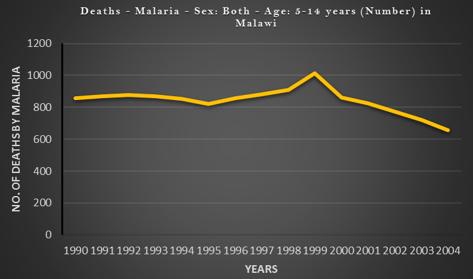 Deaths - Malaria - Sex: Both - Age: 5-14 years (Number) in
Malawi
1200
1000
800
600
400
200
0
NO. OF DEATHS BY MALARIA
1990 1991 1992 1993 1994 1995 1996 1997 1998 1999 2000 2001 2002 2003 2004
YEARS